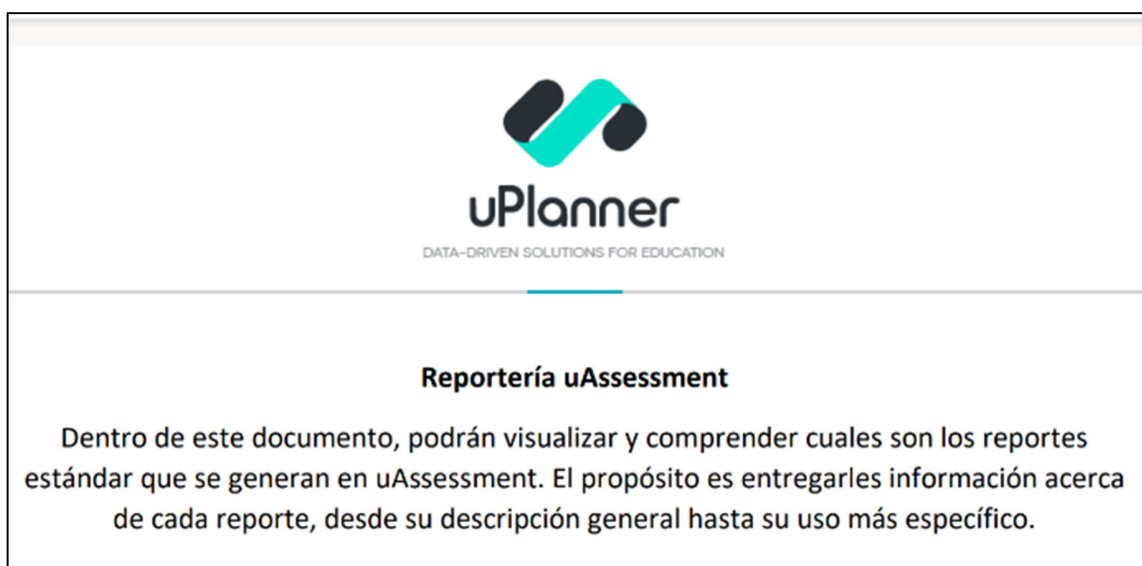 uPlanner
DATA-DRIVEN SOLUTIONS FOR EDUCATION
Reportería uAssessment
Dentro de este documento, podrán visualizar y comprender cuales son los reportes
estándar que se generan en uAssessment. El propósito es entregarles información acerca
de cada reporte, desde su descripción general hasta su uso más específico.